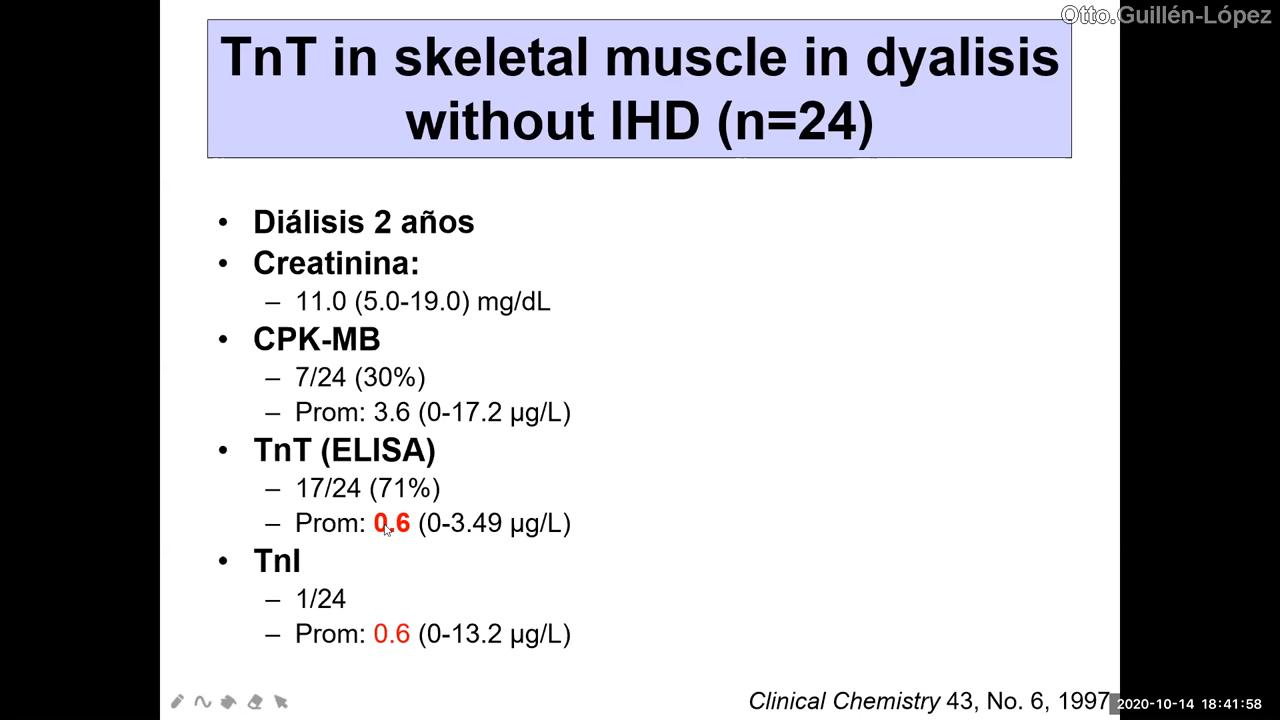 Otto.Guillén-López
TnT in skeletal muscle in dyalisis
without IHD (n=24)
• Diálisis 2 años
• Creatinina:
– 11.0 (5.0-19.0) mg/dL
• CPK-MB
– 7/24 (30%)
– Prom: 3.6 (0-17.2 µg/L)
• TnT (ELISA)
– 17/24 (71%)
– Prom: 0.6 (0-3.49 µg/L)
• TnI
– 1/24
– Prom: 0.6 (0-13.2 µg/L)
Clinical Chemistry 43, No. 6, 1997
2020-10-14 18:41:58